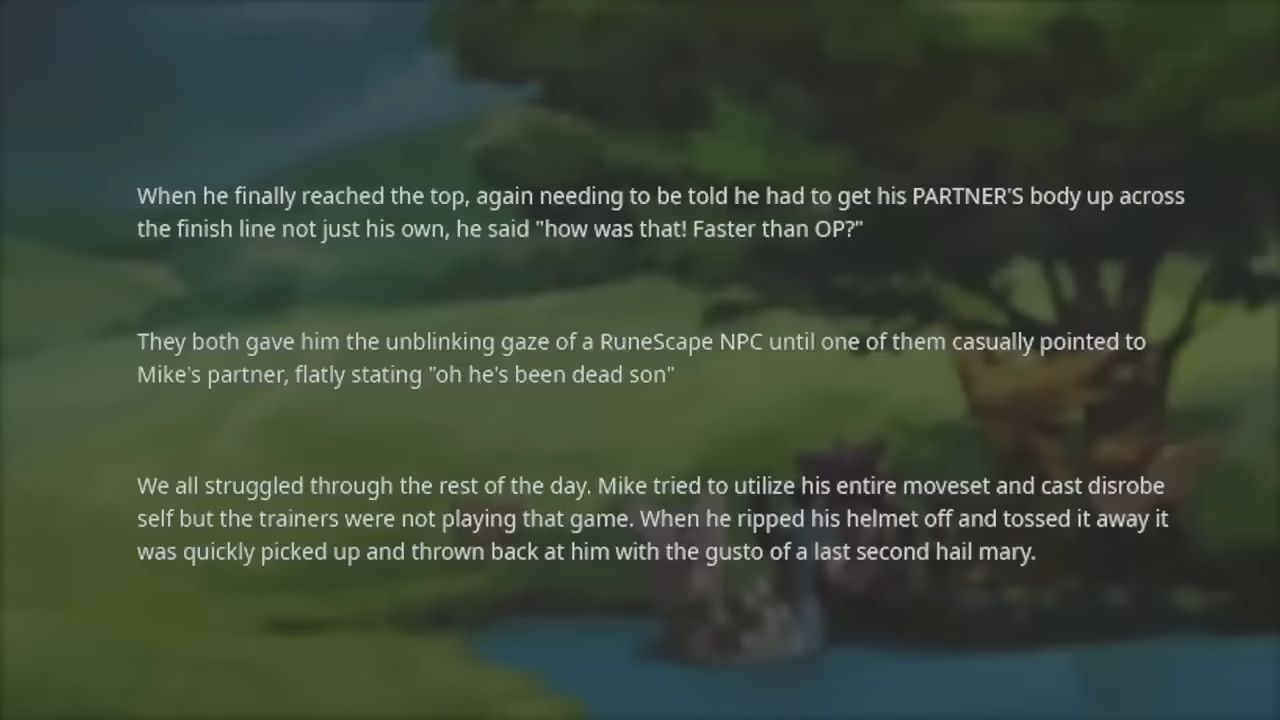 When he finally reached the top, again needing to be told he had to get his PARTNER'S body up across
the finish line not just his own, he said "how was that! Faster than OP?"
They both gave him the unblinking gaze of a RuneScape NPC until one of them casually pointed to
Mike's partner, flatly stating "oh he's been dead son"
We all struggled through the rest of the day. Mike tried to utilize his entire moveset and cast disrobe
self but the trainers were not playing that game. When he ripped his helmet off and tossed it away it
was quickly picked up and thrown back at him with the gusto of a last second hail mary.